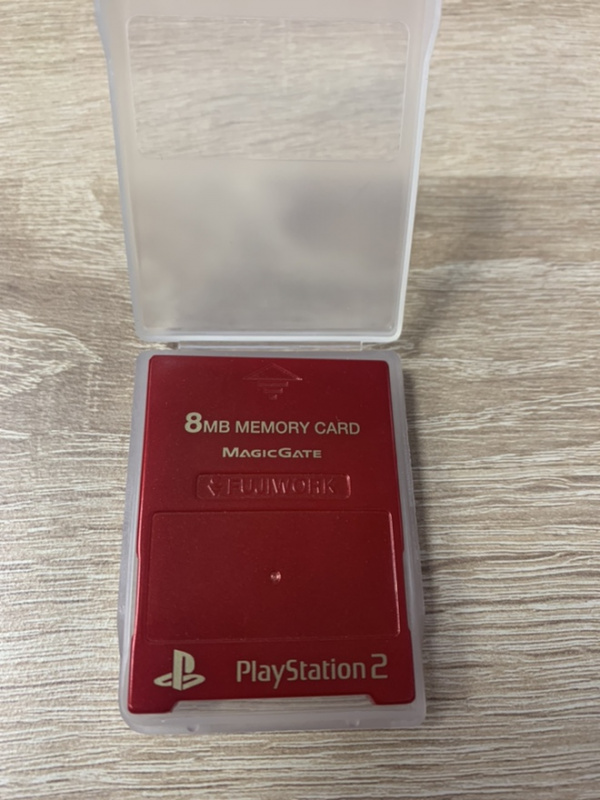 8MB MEMORY CARD
MAGICGATE
FUJIWORK
PlayStation 2